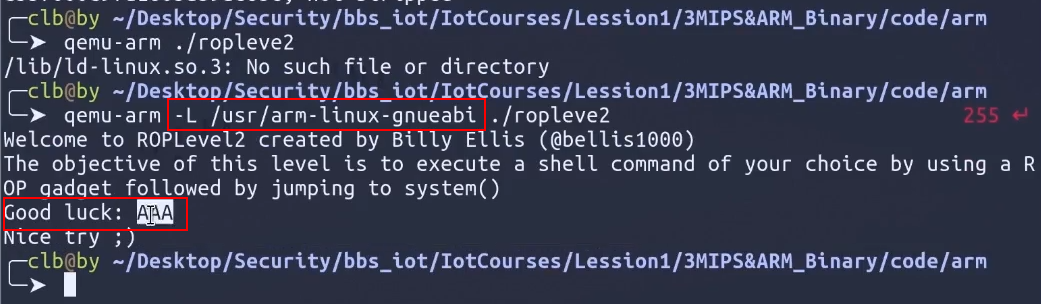 clb@by ~/Desktop/Security/bbs_iot/IotCourses/Lession1/3MIPS&ARM_Binary/code/arm
qemu-arm ./ropleve2
/lib/ld-linux.so.3: No such file or directory
clb@by ~/Desktop/Security/bbs_iot/IotCourses/Lession1/3MIPS&ARM_Binary/code/arm
qemu-arm -L /usr/arm-linux-gnueabi ./ropleve2 255 ↵
Welcome to ROPLevel2 created by Billy Ellis (@bellis1000)
The objective of this level is to execute a shell command of your choice by using a R
OP gadget followed by jumping to system()
Good luck: AAA
Nice try ;)
clb@by ~/Desktop/Security/bbs_iot/IotCourses/Lession1/3MIPS&ARM_Binary/code/arm